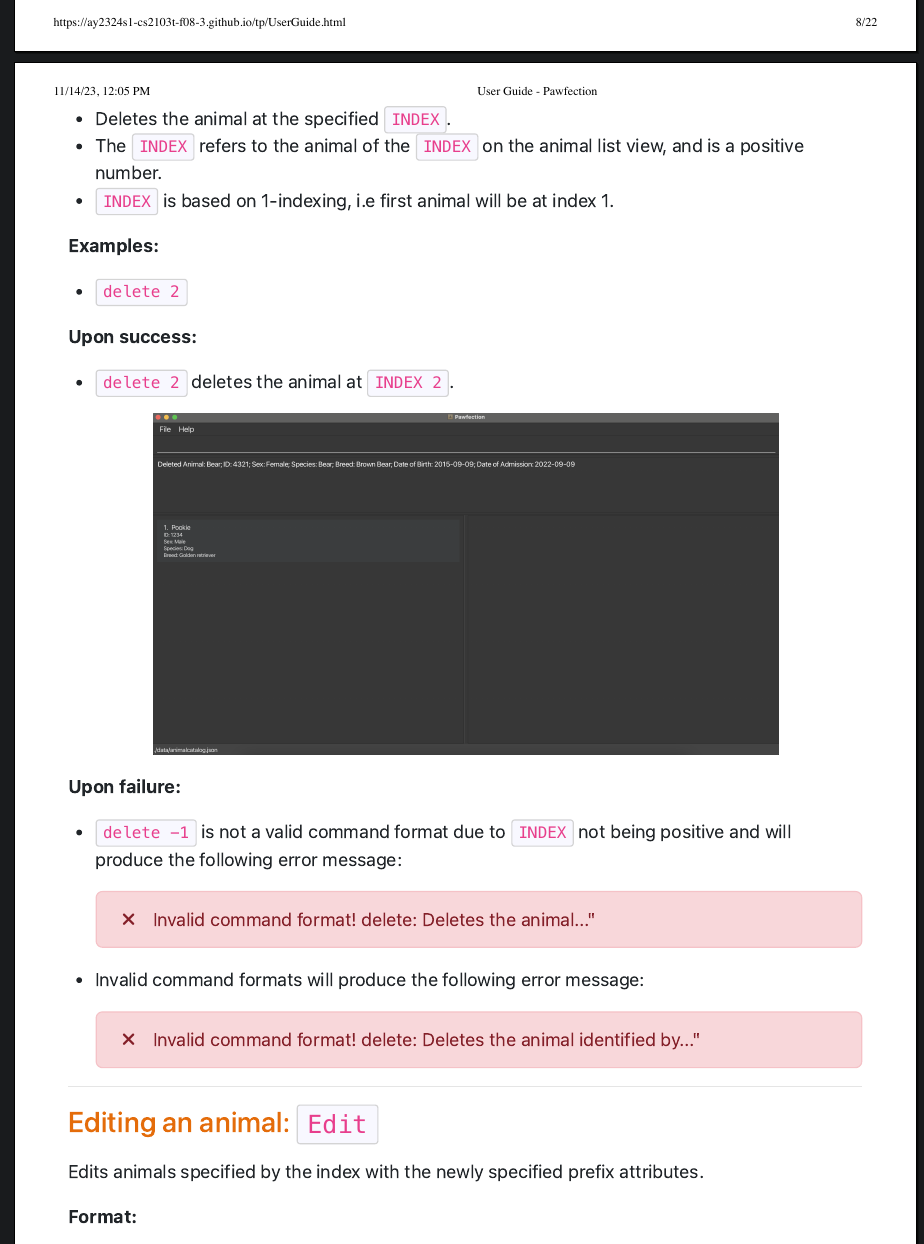 https://ay2324s1-cs2103t-f08-3.github.io/tp/UserGuide.html 8/22
11/14/23, 12:05 PM User Guide - Pawfection
• Deletes the animal at the specified INDEX.
• The INDEX refers to the animal of the INDEX on the animal list view, and is a positive
number.
• INDEX is based on 1-indexing, i.e first animal will be at index 1.
Examples:
• delete 2
Upon success:
• delete 2 deletes the animal at INDEX 2.
Pawfection
File Help
Deleted Animal: Bear; ID: 4321; Sex: Female; Species: Bear; Breed: Brown Bear; Date of Birth: 2015-09-09; Date of Admission: 2022-09-09
1. Pookie
ID: 1234
Sex: Male
Species: Dog
Breed: Golden retriever
./data/animalcatalog.json
Upon failure:
• delete -1 is not a valid command format due to INDEX not being positive and will
produce the following error message:
Invalid command format! delete: Deletes the animal..."
• Invalid command formats will produce the following error message:
Invalid command format! delete: Deletes the animal identified by..."
Editing an animal: Edit
Edits animals specified by the index with the newly specified prefix attributes.
Format: